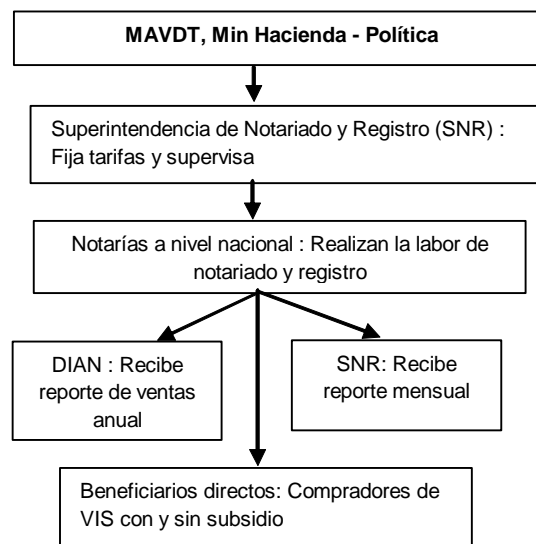 MAVDT, Min Hacienda - Política
Superintendencia de Notariado y Registro (SNR) :
Fija tarifas y supervisa
Notarías a nivel nacional : Realizan la labor de
notariado y registro
DIAN : Recibe
reporte de ventas
anual
SNR: Recibe
reporte mensual
Beneficiarios directos: Compradores de
VIS con y sin subsidio